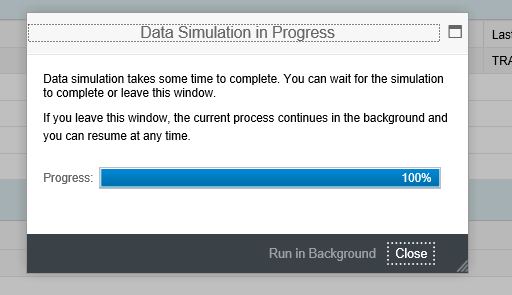 Data Simulation in Progress
Las
TRA
Data simulation takes some time to complete. You can wait for the simulation
to complete or leave this window.
If you leave this window, the current process continues in the background and
you can resume at any time.
Progress: 100%
Run in Background Close